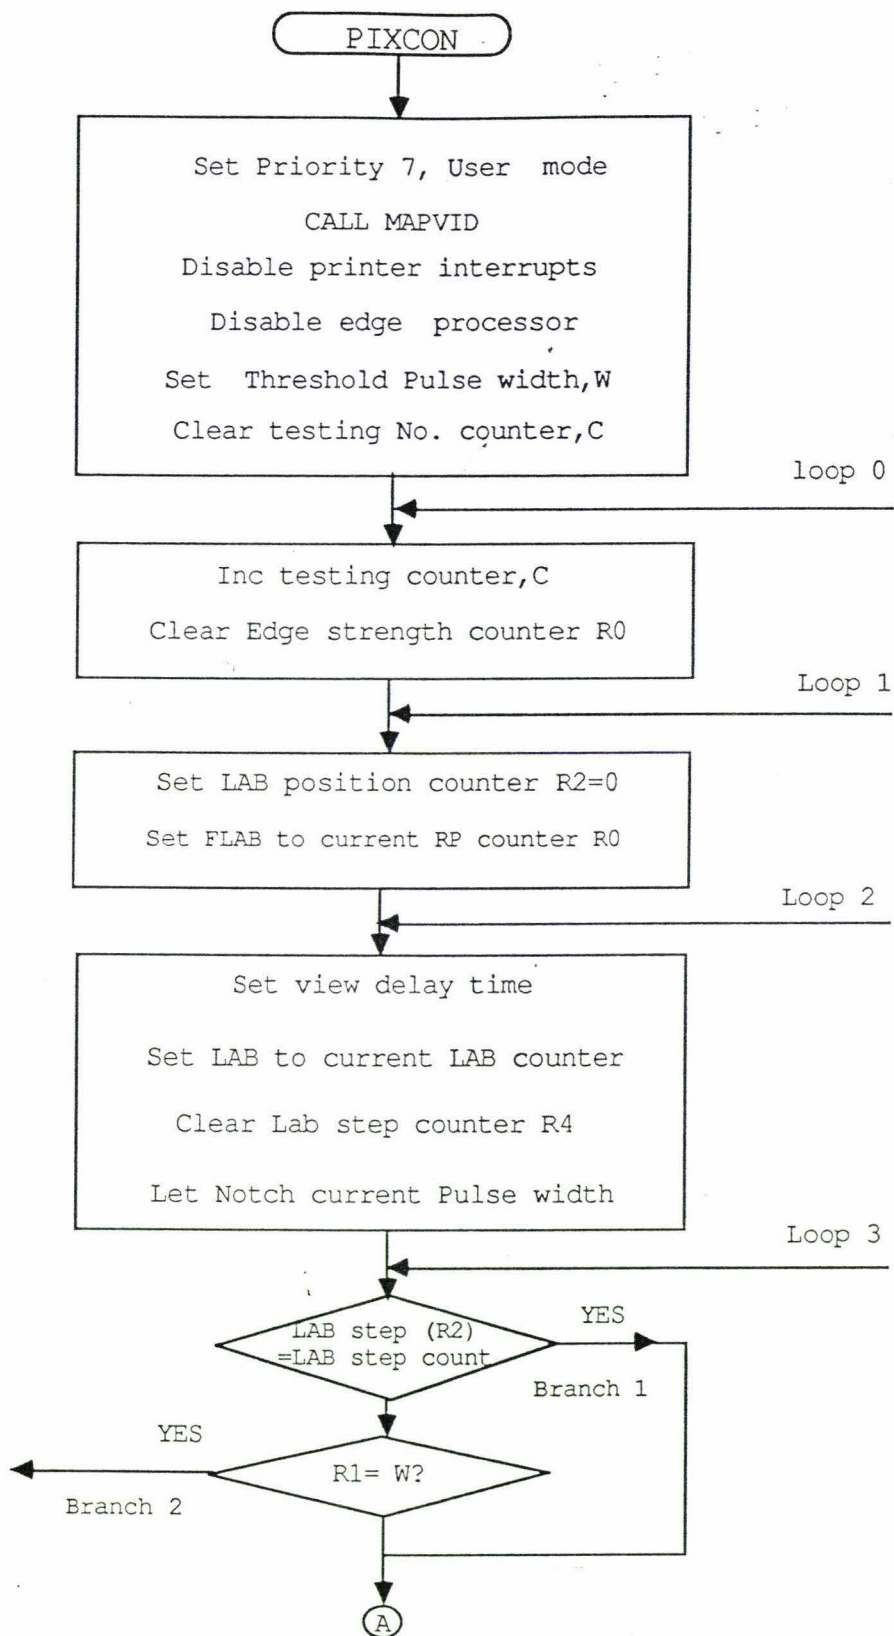 PIXCON
Set Priority 7, User mode
CALL MAPVID
Disable printer interrupts
Disable edge processor
Set Threshold Pulse width,W
Clear testing No. counter,C
loop 0
Inc testing counter,C
Clear Edge strength counter R0
Loop 1
Set LAB position counter R2=0
Set FLAB to current RP counter R0
Loop 2
Set view delay time
Set LAB to current LAB counter
Clear Lab step counter R4
Let Notch current Pulse width
Loop 3
LAB step (R2)
=LAB step count
YES
Branch 1
YES
R1= W?
Branch 2
A